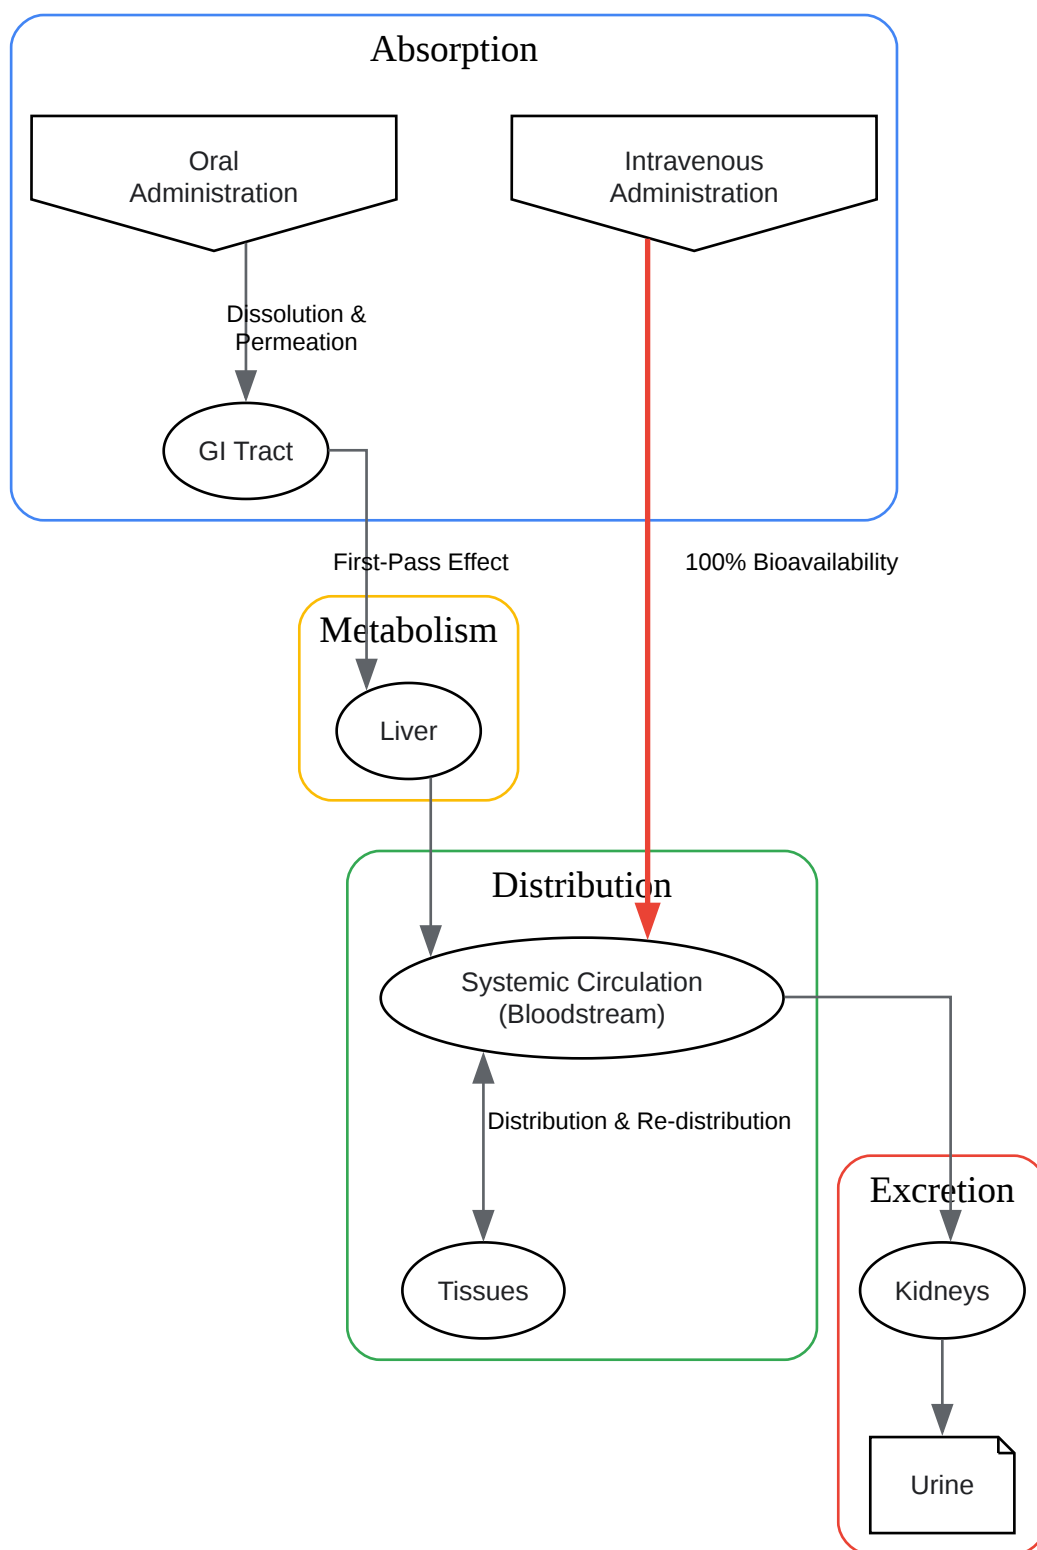 Absorption
Oral
Administration
Intravenous
Administration
Dissolution &
Permeation
GI Tract
First-Pass Effect
100% Bioavailability
Metabolism
Liver
Distribution
Systemic Circulation
(Bloodstream)
Distribution & Re-distribution
Excretion
Tissues
Kidneys
Urine